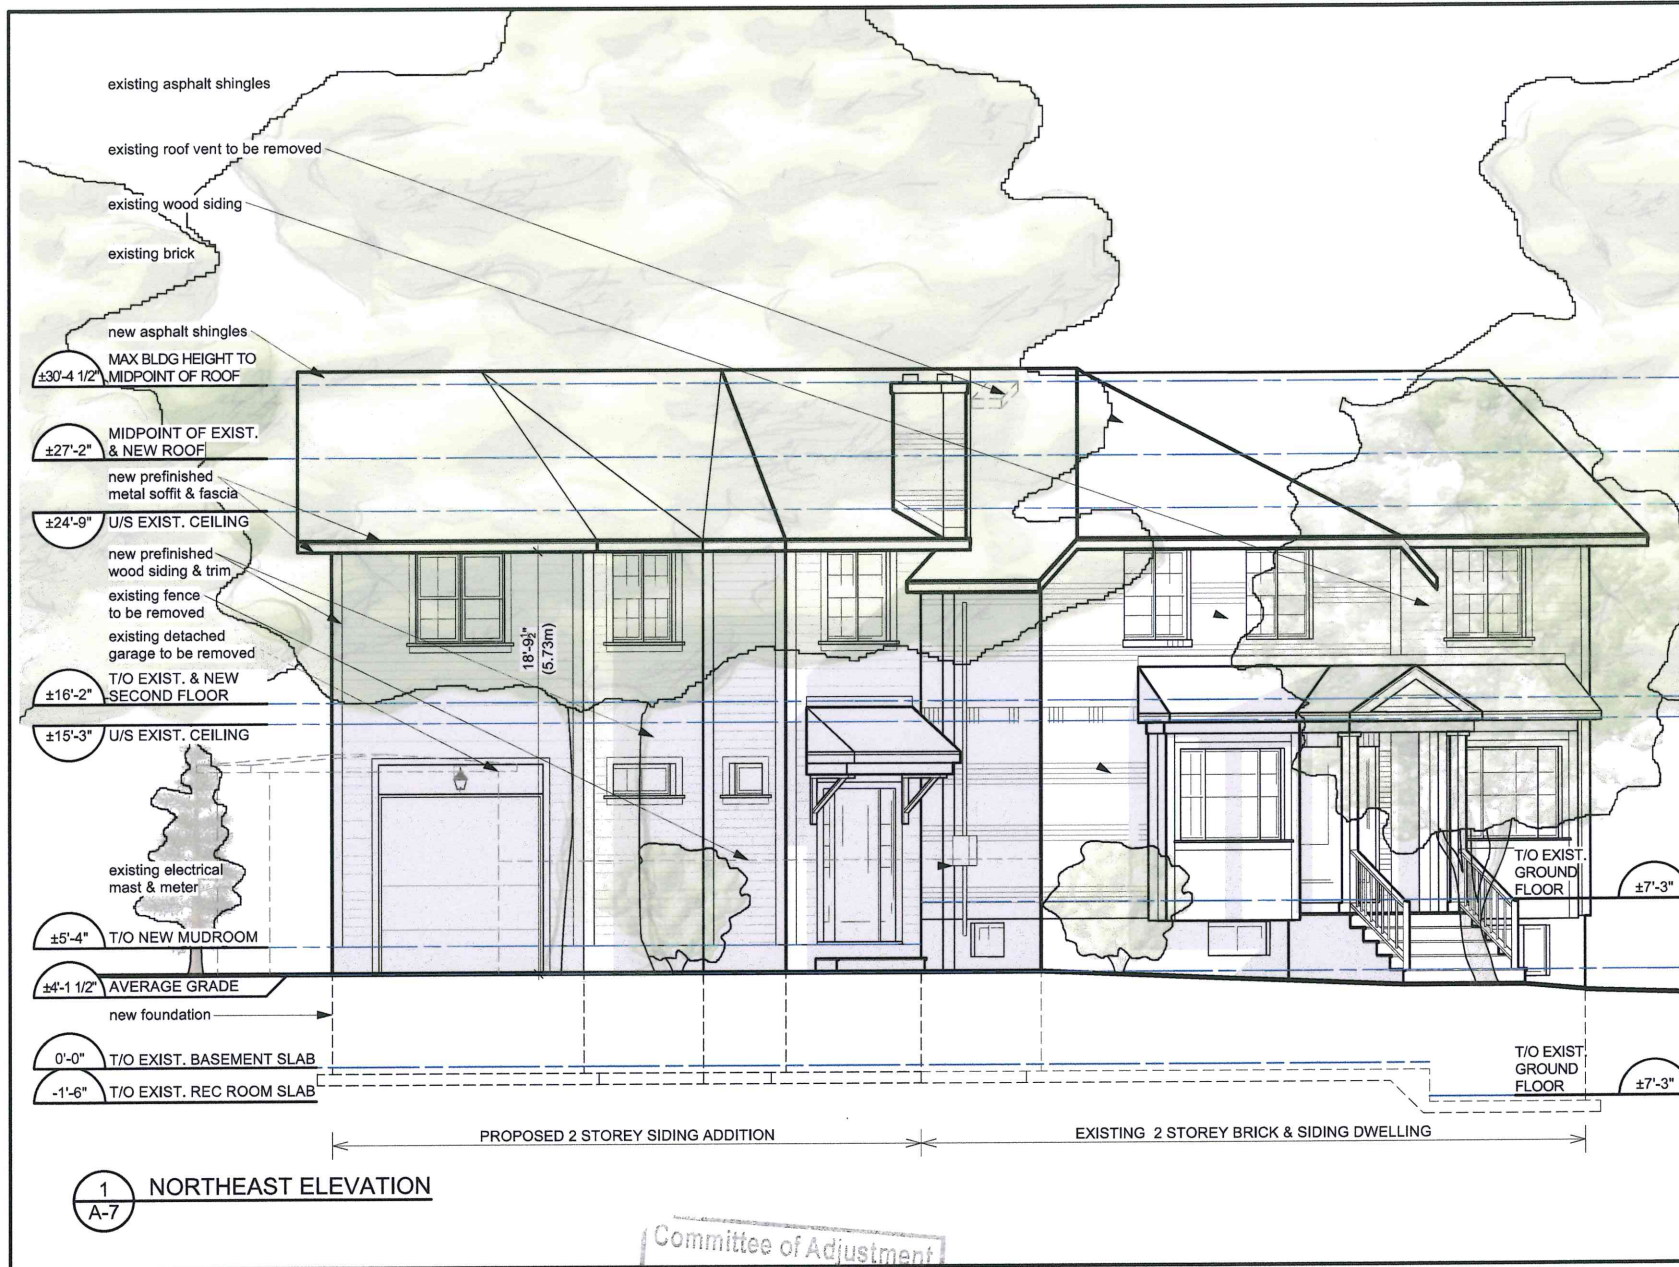 existing asphalt shingles
existing roof vent to be removed
existing wood siding
existing brick
new asphalt shingles
±30'-4 1/2"
MAX BLDG HEIGHT TO
MIDPOINT OF ROOF
±27'-2"
MIDPOINT OF EXIST.
& NEW ROOF
new prefinished
metal soffit & fascia
±24'-9"
U/S EXIST. CEILING
new prefinished
wood siding & trim
existing fence
to be removed
existing detached
garage to be removed
±16'-2"
T/O EXIST. & NEW
SECOND FLOOR
±15'-3"
U/S EXIST. CEILING
18'-9½"
(5.73m)
existing electrical
mast & meter
±5'-4"
T/O NEW MUDROOM
±4'-1 1/2"
AVERAGE GRADE
new foundation
0'-0"
T/O EXIST. BASEMENT SLAB
-1'-6"
T/O EXIST. REC ROOM SLAB
T/O EXIST.
GROUND
FLOOR
±7'-3"
T/O EXIST.
GROUND
FLOOR
±7'-3"
PROPOSED 2 STOREY SIDING ADDITION
EXISTING 2 STOREY BRICK & SIDING DWELLING
1
A-7
NORTHEAST ELEVATION
Committee of Adjustment